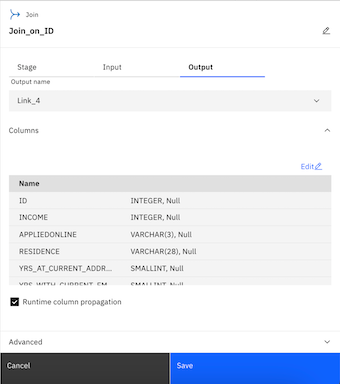 Join
Join_on_ID
Stage Input Output
Output name
Link_4
Columns
Edit
Name
ID INTEGER, Null
INCOME INTEGER, Null
APPLIEDONLINE VARCHAR(3), Null
RESIDENCE VARCHAR(28), Null
YRS_AT_CURRENT_ADDR... SMALLINT, Null
YRS_WITH_CURRENT_EM... SMALLINT, Null
Runtime column propagation
Advanced
Cancel Save